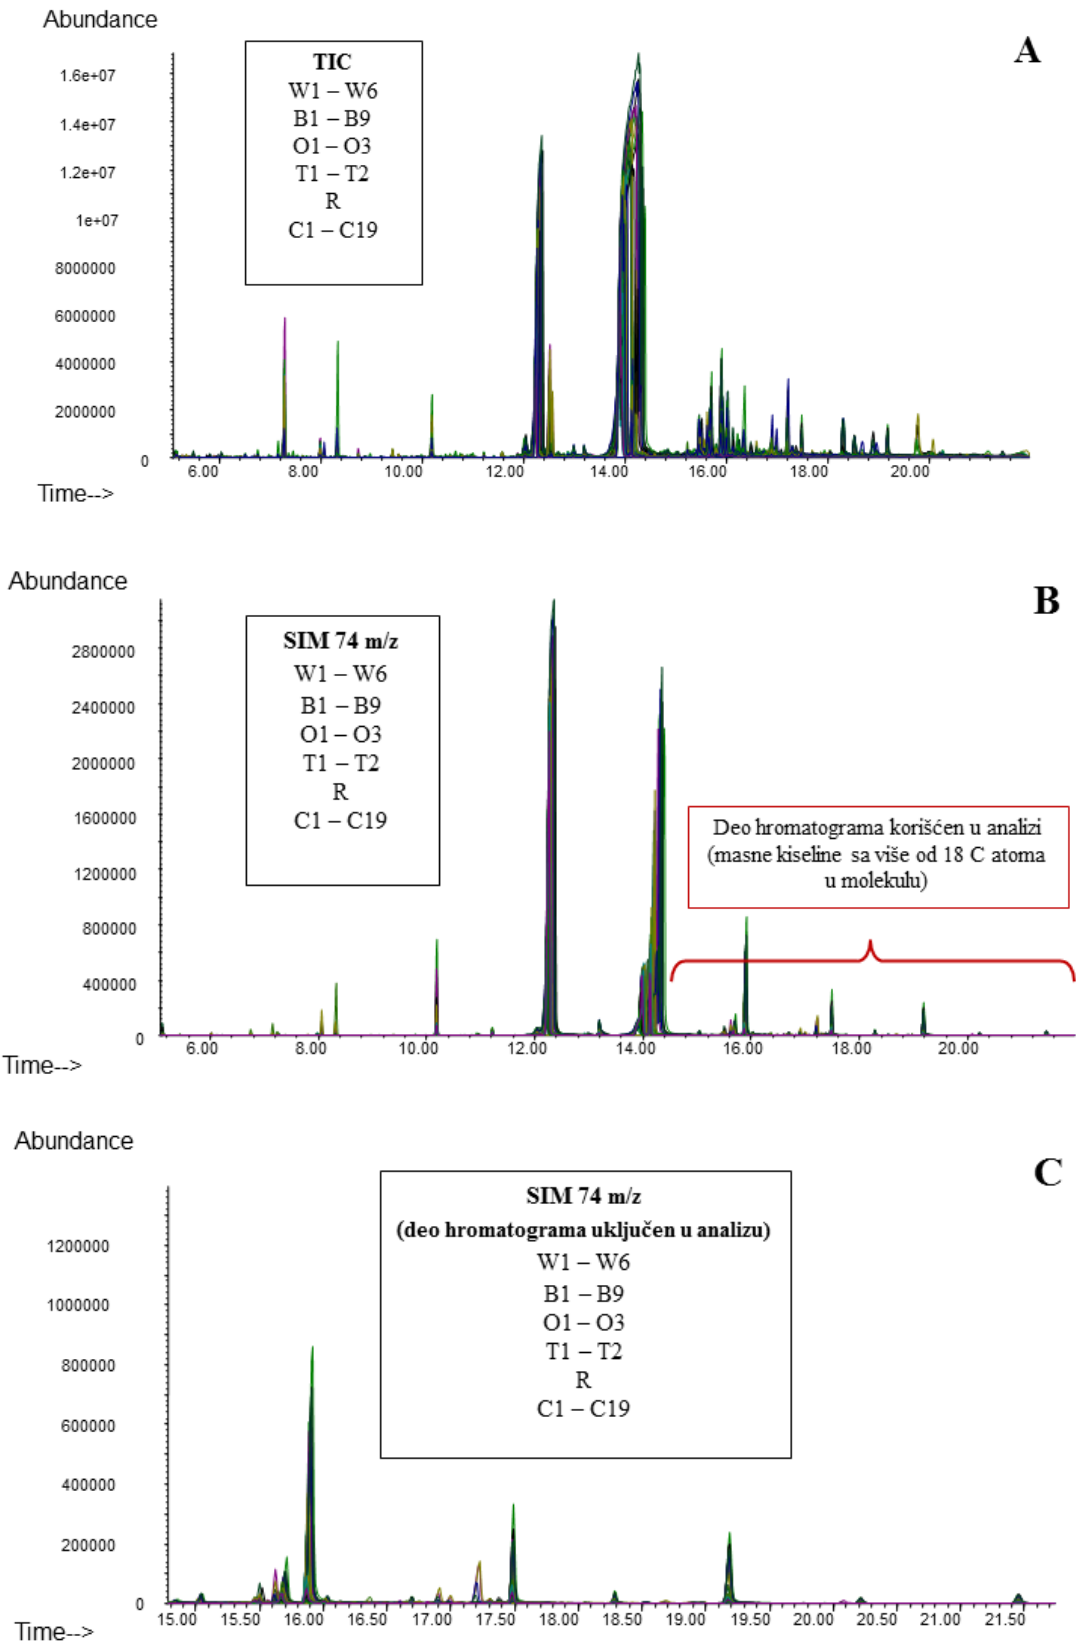 Abundance
A
TIC
W1 – W6
B1 – B9
O1 – O3
T1 – T2
R
C1 – C19
1.6e+07
1.4e+07
1.2e+07
1e+07
8000000
6000000
4000000
2000000
0
6.00 8.00 10.00 12.00 14.00 16.00 18.00 20.00
Time-->
Abundance
B
SIM 74 m/z
W1 – W6
B1 – B9
O1 – O3
T1 – T2
R
C1 – C19
Deo hromatograma korišćen u analizi
(masne kiseline sa više od 18 C atoma
u molekulu)
2800000
2400000
2000000
1600000
1200000
800000
400000
0
6.00 8.00 10.00 12.00 14.00 16.00 18.00 20.00
Time-->
Abundance
C
SIM 74 m/z
(deo hromatograma uključen u analizu)
W1 – W6
B1 – B9
O1 – O3
T1 – T2
R
C1 – C19
1200000
1000000
800000
600000
400000
200000
0
15.00 15.50 16.00 16.50 17.00 17.50 18.00 18.50 19.00 19.50 20.00 20.50 21.00 21.50
Time-->